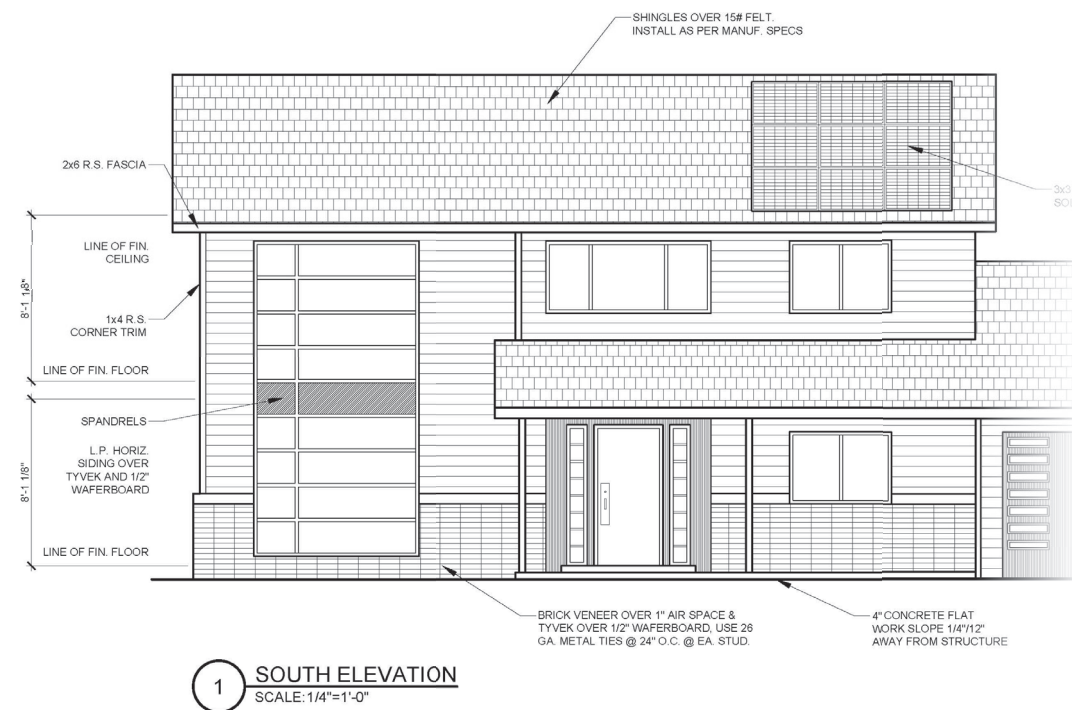 SHINGLES OVER 15# FELT.
INSTALL AS PER MANUF. SPECS
2x6 R.S. FASCIA
3x3
LINE OF FIN.
CEILING
8'-1 1/8"
1x4 R.S.
CORNER TRIM
LINE OF FIN. FLOOR
SPANDRELS
L.P. HORIZ.
SIDING OVER
TYVEK AND 1/2"
WAFERBOARD
8'-1 1/8"
LINE OF FIN. FLOOR
BRICK VENEER OVER 1" AIR SPACE &
TYVEK OVER 1/2" WAFERBOARD, USE 26
GA. METAL TIES @ 24" O.C. @ EA. STUD.
4" CONCRETE FLAT
WORK SLOPE 1/4"/12"
AWAY FROM STRUCTURE
1
SOUTH ELEVATION
SCALE: 1/4"=1'-0"